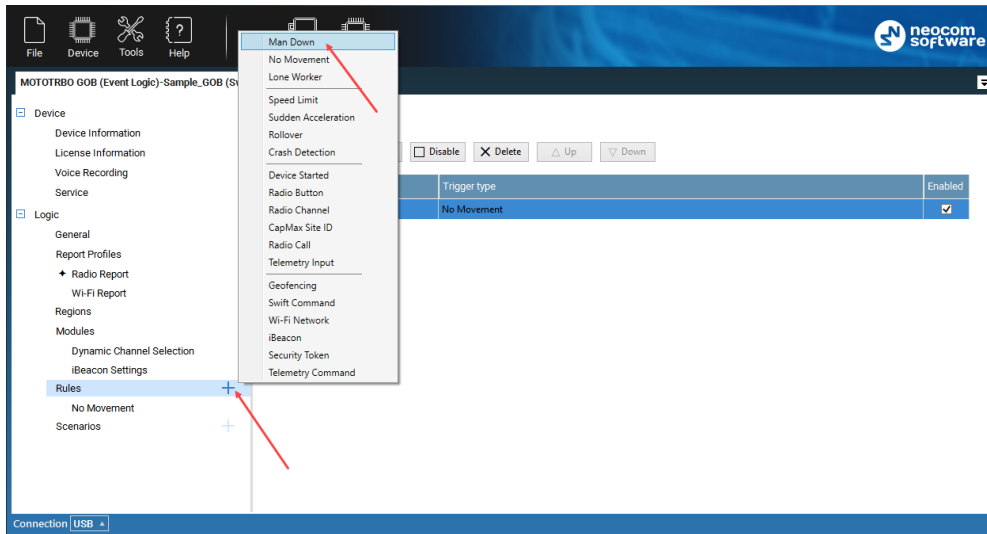 File
Device
Tools
Help
neocom
software
MOTOTRBO GOB (Event Logic)-Sample_GOB
Device
Device Information
License Information
Voice Recording
Service
Logic
General
Report Profiles
Radio Report
Wi-Fi Report
Regions
Modules
Dynamic Channel Selection
iBeacon Settings
Rules
No Movement
Scenarios
Man Down
No Movement
Lone Worker
Speed Limit
Sudden Acceleration
Rollover
Crash Detection
Device Started
Radio Button
Radio Channel
CapMax Site ID
Radio Call
Telemetry Input
Geofencing
Swift Command
Wi-Fi Network
iBeacon
Security Token
Telemetry Command
Disable
Delete
Up
Down
Trigger type
Enabled
No Movement
Connection USB